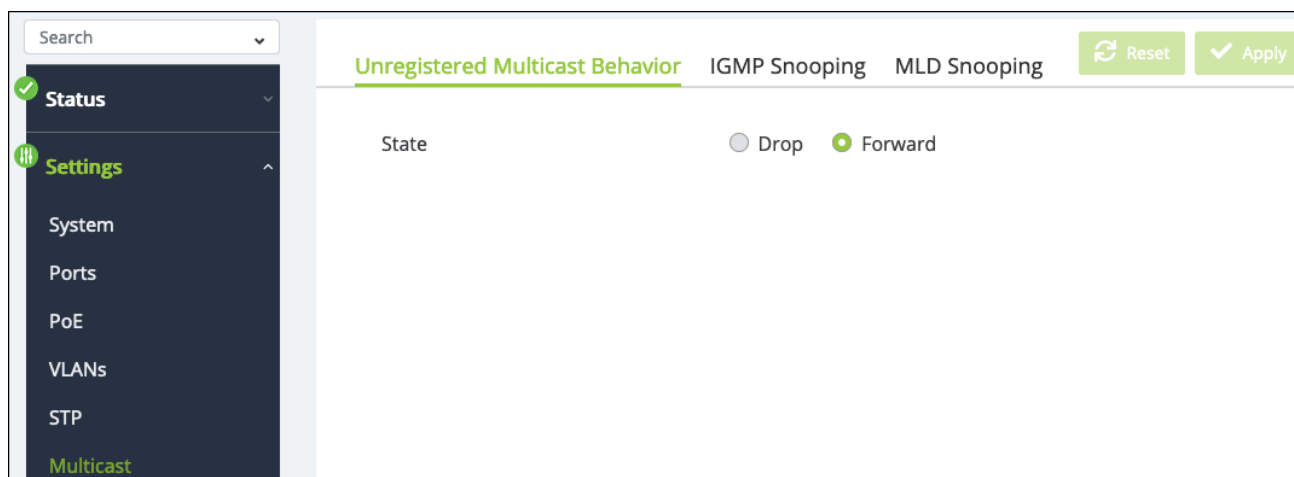 Search
Status
Settings
System
Ports
PoE
VLANs
STP
Multicast
Unregistered Multicast Behavior IGMP Snooping MLD Snooping Reset Apply
State Drop Forward